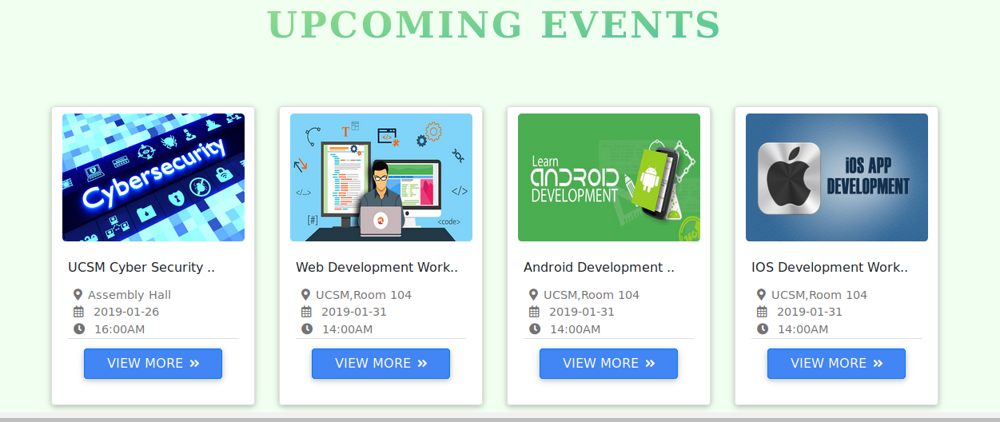 UPCOMING EVENTS
Cybersecurity
UCSM Cyber Security ..
Assembly Hall
2019-01-26
16:00AM
VIEW MORE »
T
</>
</...>
</>
[#]
<code>
Web Development Work..
UCSM,Room 104
2019-01-31
14:00AM
VIEW MORE »
Learn
ANDROID
DEVELOPMENT
Android Development ..
UCSM,Room 104
2019-01-31
14:00AM
VIEW MORE »
iOS APP
DEVELOPMENT
IOS Development Work..
UCSM,Room 104
2019-01-31
14:00AM
VIEW MORE »